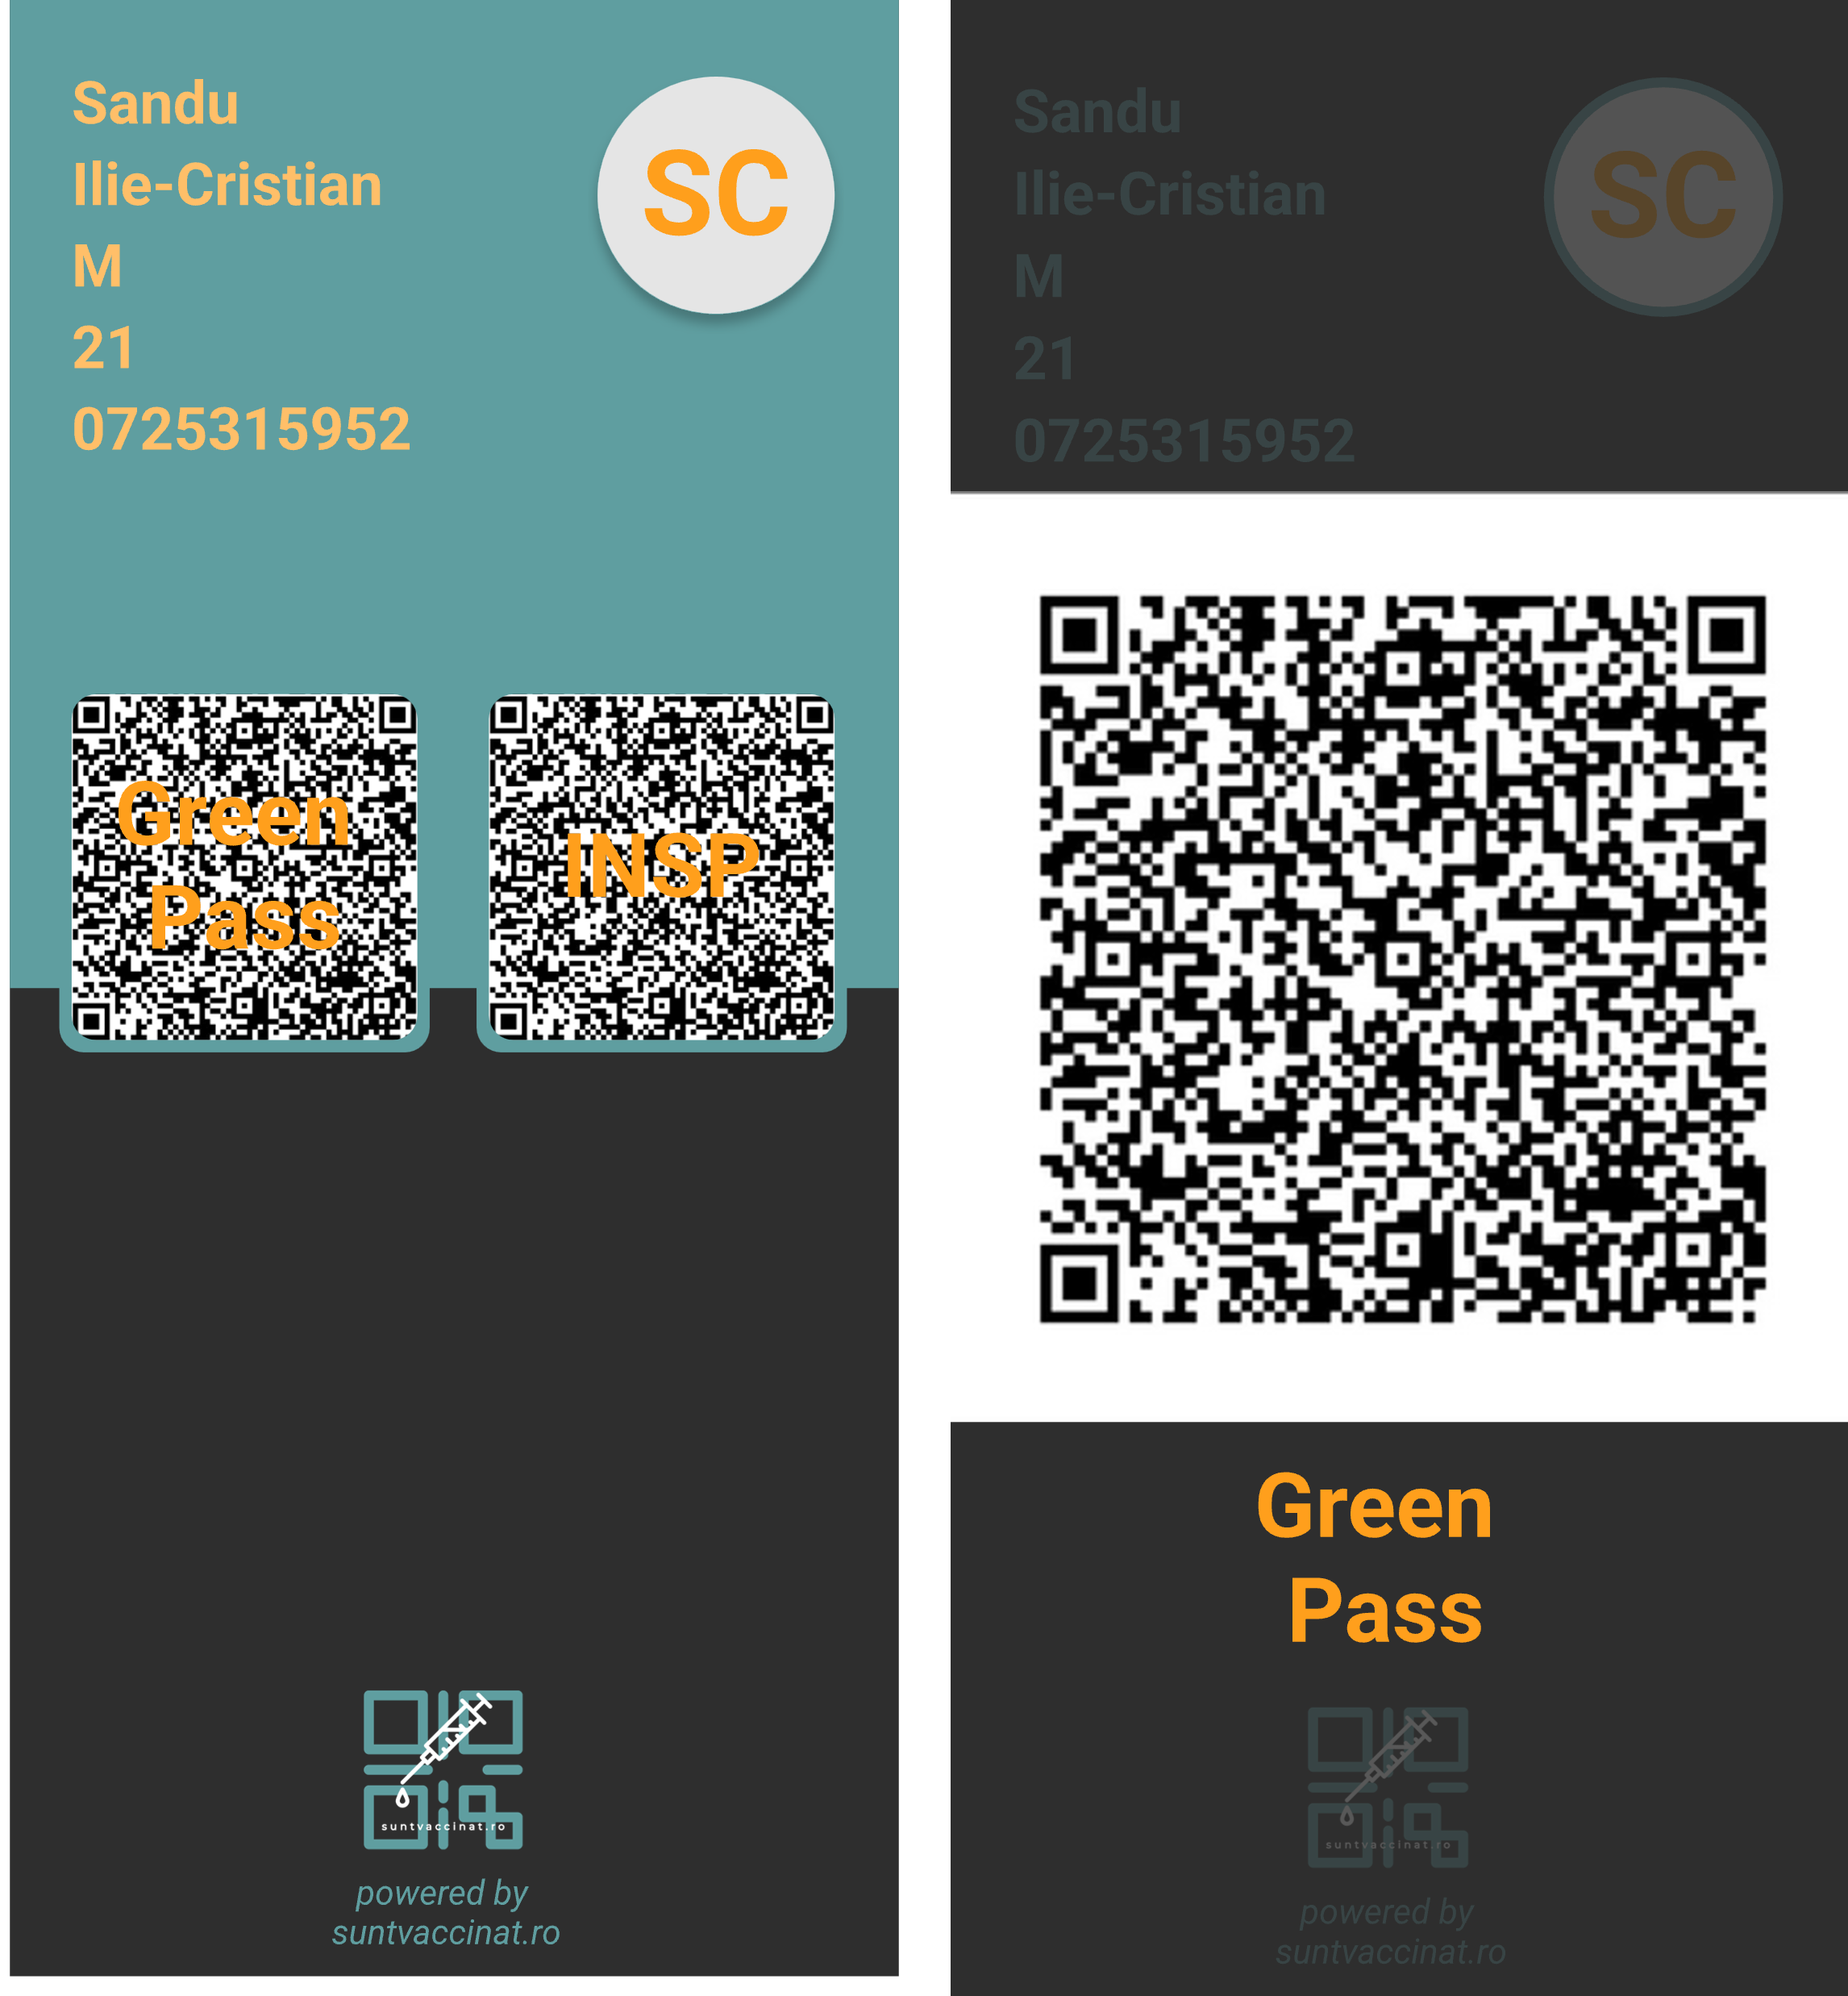 Sandu
Ilie-Cristian
M
21
0725315952
SC
Green
Pass
INSP
suntvaccinat.ro
powered by
suntvaccinat.ro
Sandu
Ilie-Cristian
M
21
0725315952
SC
Green
Pass
suntvaccinat.ro
powered by
suntvaccinat.ro